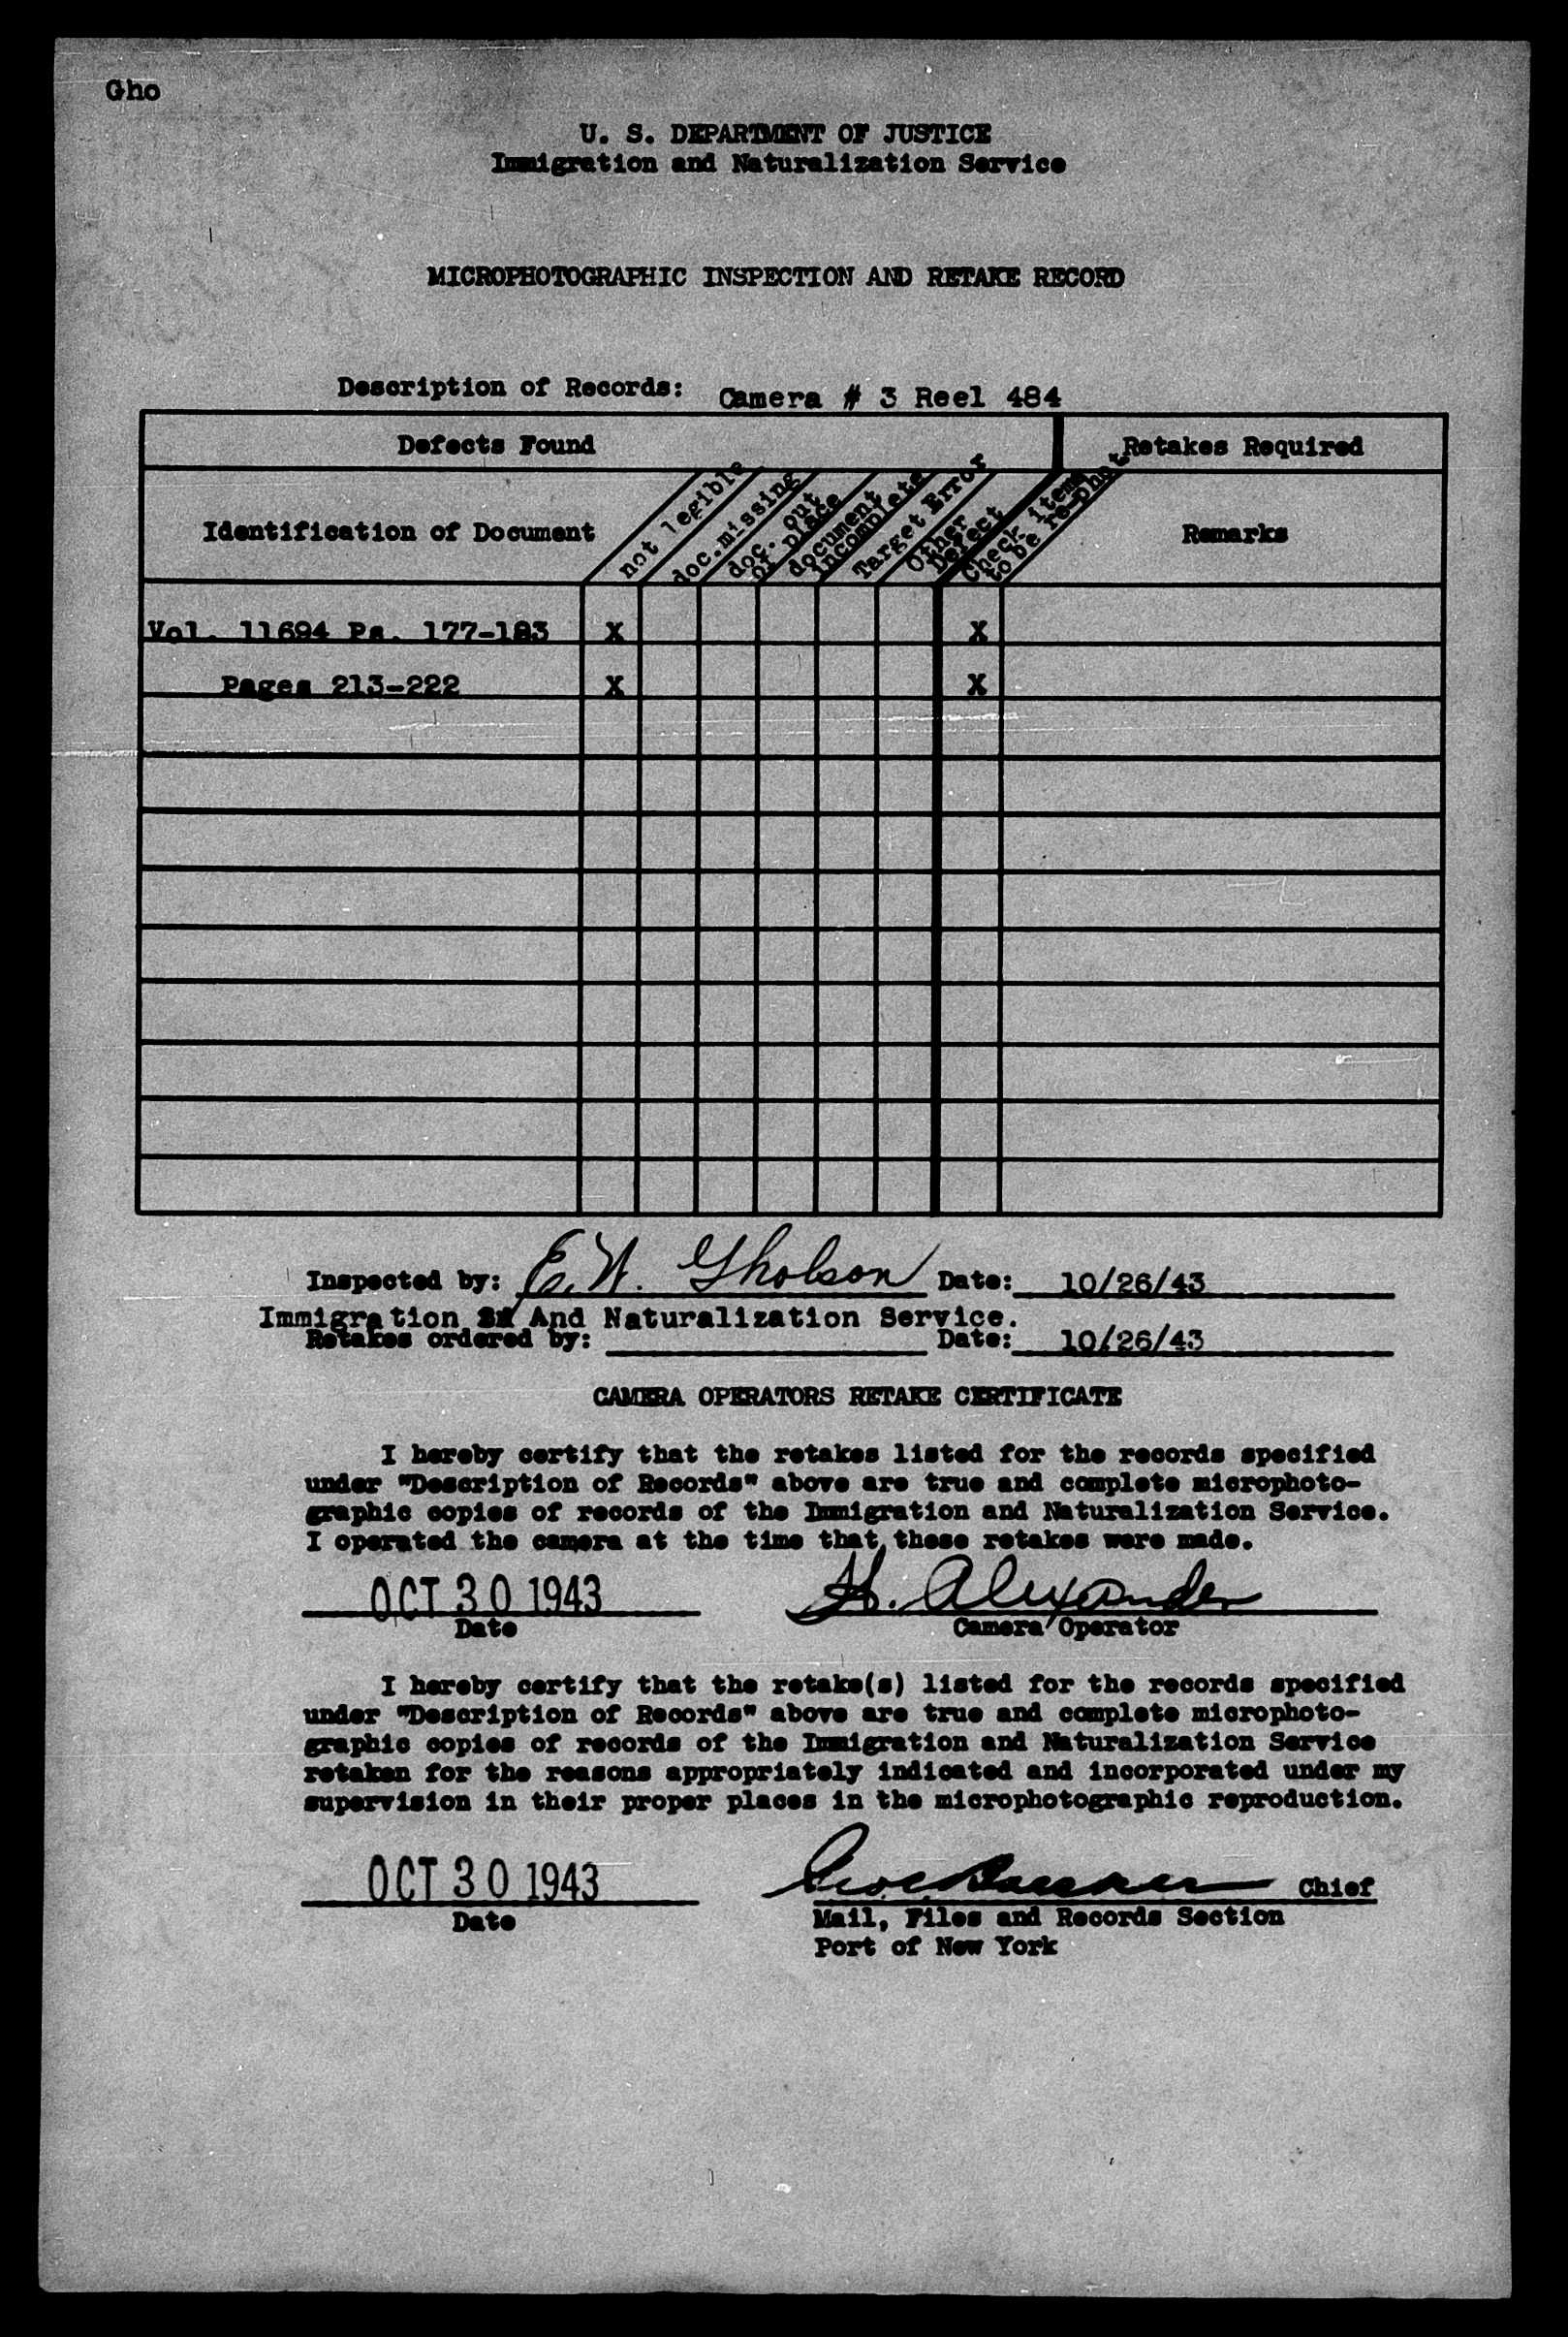 Gho
U. S. DEPARTMENT OF JUSTICE
Immigration and Naturalization Service
MICROPHOTOGRAPHIC INSPECTION AND RETAKE RECORD
Description of Records: Camera # 3 Reel 484
Defects Found
Retakes Required
Identification of Document
not legible
doc. missing
doc. out
of place
document
incomplete
Target Error
Other
Defect
Check items
to be re-phot
Remarks
Vol. 11694 Pa. 177-183 X X
Pages 213-222 X X
Inspected by: E. W. Gholson Date: 10/26/43
Immigration And Naturalization Service.
Retakes ordered by: Date: 10/26/43
CAMERA OPERATORS RETAKE CERTIFICATE
I hereby certify that the retakes listed for the records specified
under "Description of Records" above are true and complete microphoto-
graphic copies of records of the Immigration and Naturalization Service.
I operated the camera at the time that these retakes were made.
OCT 30 1943 H. Alexander
Date Camera Operator
I hereby certify that the retake(s) listed for the records specified
under "Description of Records" above are true and complete microphoto-
graphic copies of records of the Immigration and Naturalization Service
retaken for the reasons appropriately indicated and incorporated under my
supervision in their proper places in the microphotographic reproduction.
OCT 30 1943 Chief
Date
Mail, Files and Records Section
Port of New York